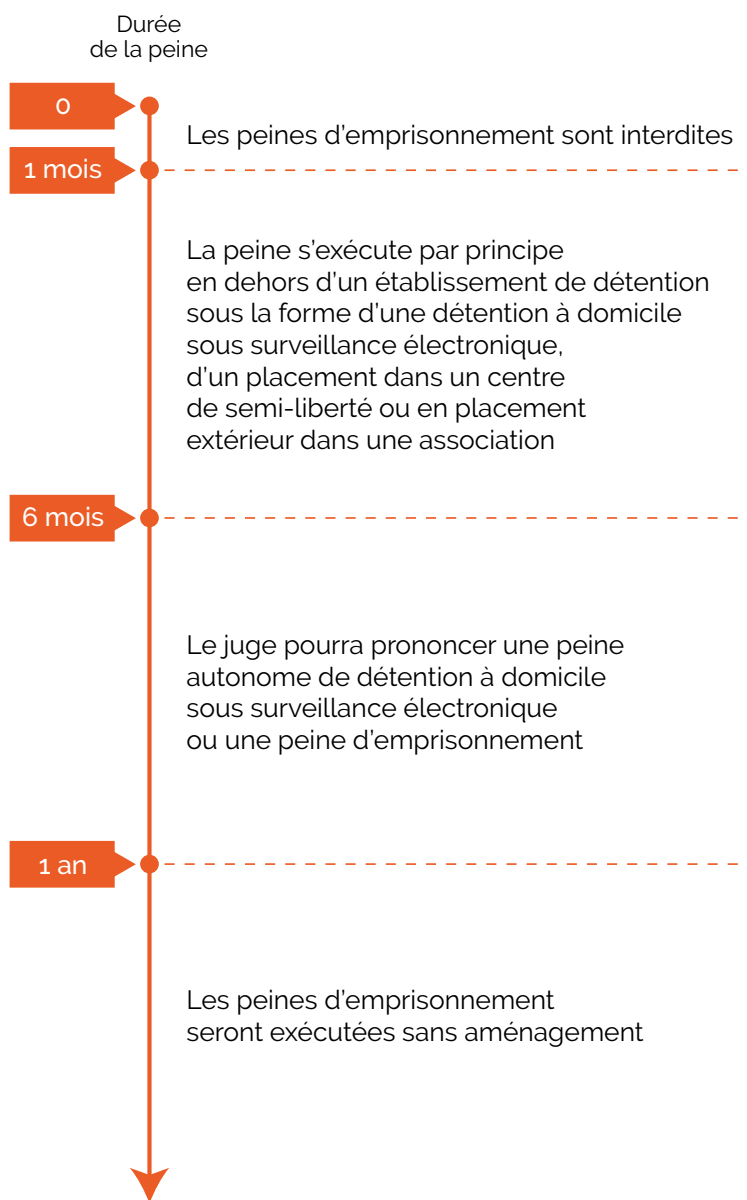 Durée
de la peine
0
Les peines d’emprisonnement sont interdites
1 mois
La peine s’exécute par principe
en dehors d’un établissement de détention
sous la forme d’une détention à domicile
sous surveillance électronique,
d’un placement dans un centre
de semi-liberté ou en placement
extérieur dans une association
6 mois
Le juge pourra prononcer une peine
autonome de détention à domicile
sous surveillance électronique
ou une peine d’emprisonnement
1 an
Les peines d’emprisonnement
seront exécutées sans aménagement